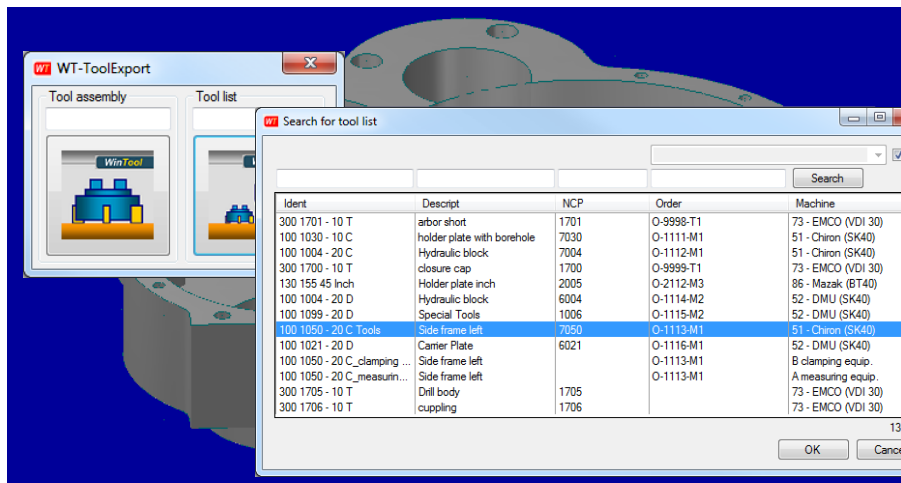 WT WT-ToolExport
Tool assembly Tool list
WinTool
WT Search for tool list
Search
Ident Descript NCP Order Machine
300 1701 - 10 T arbor short 1701 O-9998-T1 73 - EMCO (VDI 30)
100 1030 - 10 C holder plate with borehole 7030 O-1111-M1 51 - Chiron (SK40)
100 1004 - 20 C Hydraulic block 7004 O-1112-M1 51 - Chiron (SK40)
300 1700 - 10 T closure cap 1700 O-9999-T1 73 - EMCO (VDI 30)
130 155 45 Inch Holder plate inch 2005 O-2112-M3 86 - Mazak (BT40)
100 1004 - 20 D Hydraulic block 6004 O-1114-M2 52 - DMU (SK40)
100 1099 - 20 D Special Tools 1006 O-1115-M2 52 - DMU (SK40)
100 1050 - 20 C Tools Side frame left 7050 O-1113-M1 51 - Chiron (SK40)
100 1021 - 20 D Carrier Plate 6021 O-1116-M1 52 - DMU (SK40)
100 1050 - 20 C_clamping ... Side frame left O-1113-M1 B clamping equip.
100 1050 - 20 C_measurin... Side frame left O-1113-M1 A measuring equip.
300 1705 - 10 T Drill body 1705 73 - EMCO (VDI 30)
300 1706 - 10 T cuppling 1706 73 - EMCO (VDI 30)
13
OK Cance